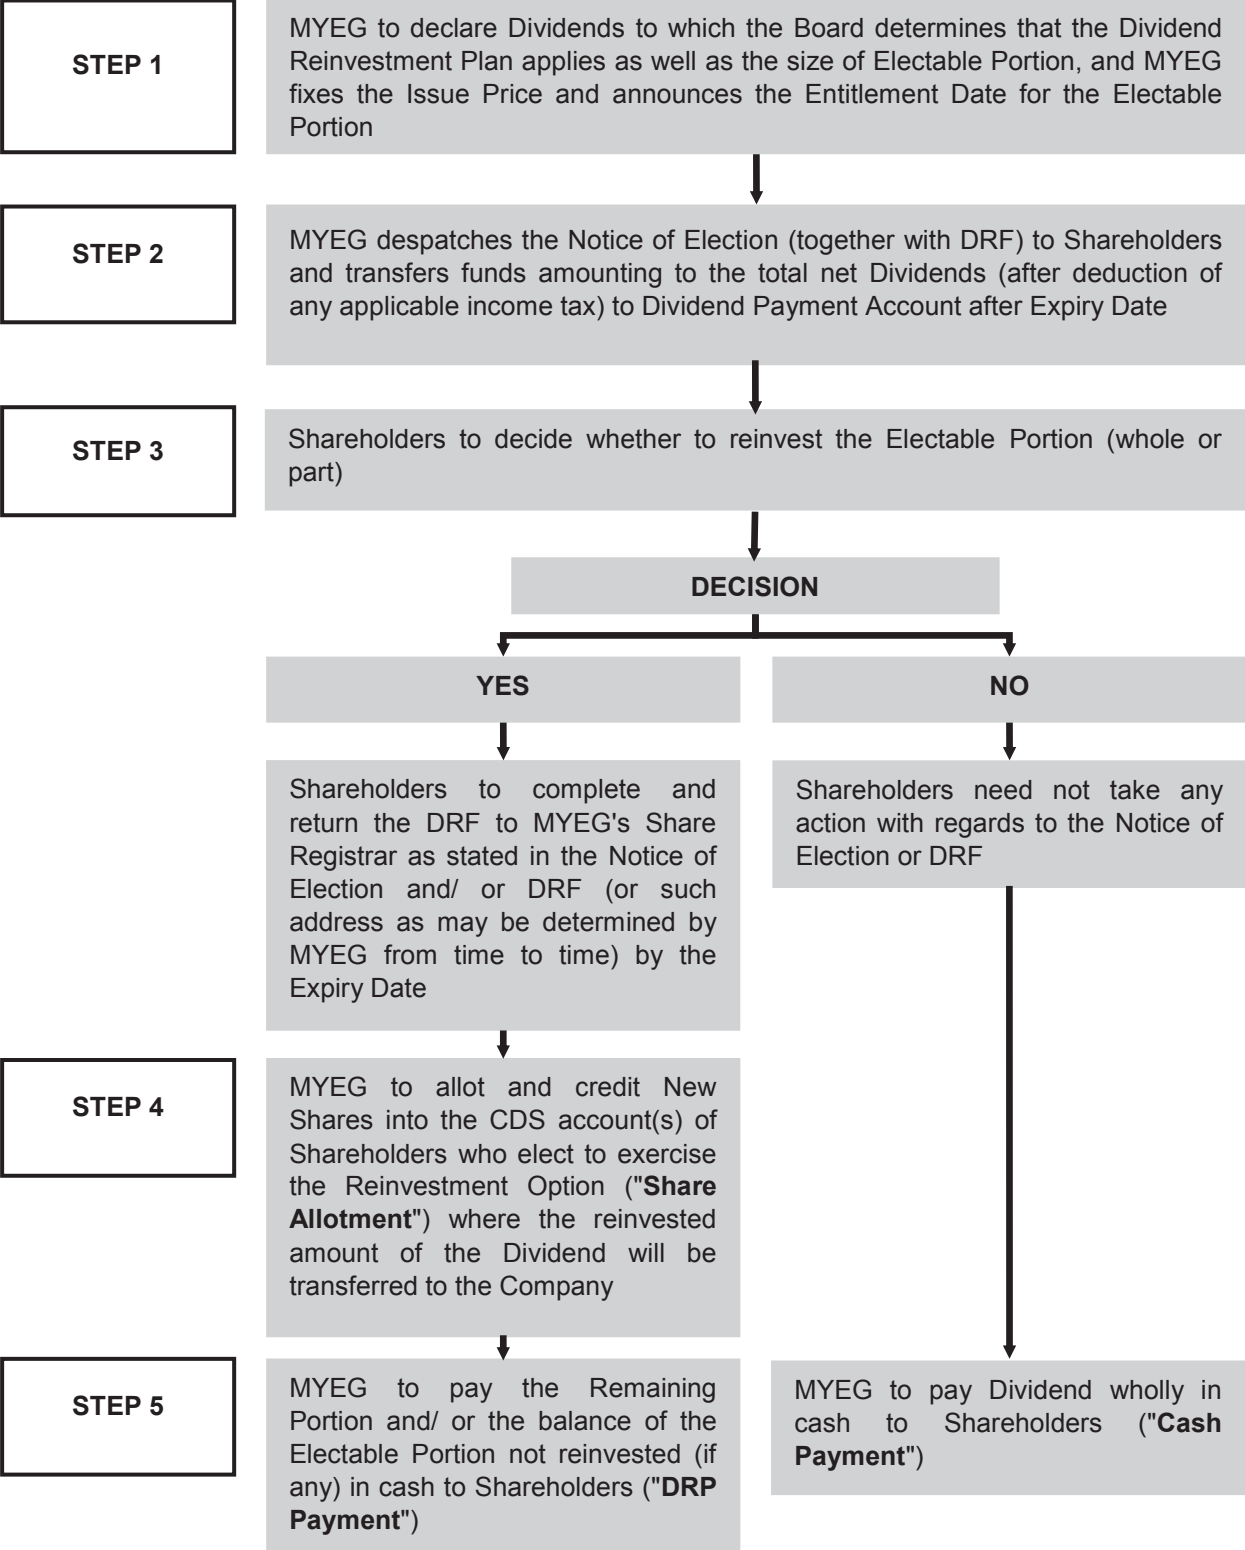 STEP 1
MYEG to declare Dividends to which the Board determines that the Dividend
Reinvestment Plan applies as well as the size of Electable Portion, and MYEG
fixes the Issue Price and announces the Entitlement Date for the Electable
Portion
STEP 2
MYEG despatches the Notice of Election (together with DRF) to Shareholders
and transfers funds amounting to the total net Dividends (after deduction of
any applicable income tax) to Dividend Payment Account after Expiry Date
STEP 3
Shareholders to decide whether to reinvest the Electable Portion (whole or
part)
DECISION
YES
NO
Shareholders to complete and
return the DRF to MYEG's Share
Registrar as stated in the Notice of
Election and/ or DRF (or such
address as may be determined by
MYEG from time to time) by the
Expiry Date
Shareholders need not take any
action with regards to the Notice of
Election or DRF
STEP 4
MYEG to allot and credit New
Shares into the CDS account(s) of
Shareholders who elect to exercise
the Reinvestment Option ("Share
Allotment") where the reinvested
amount of the Dividend will be
transferred to the Company
STEP 5
MYEG to pay the Remaining
Portion and/ or the balance of the
Electable Portion not reinvested (if
any) in cash to Shareholders ("DRP
Payment")
MYEG to pay Dividend wholly in
cash to Shareholders ("Cash
Payment")